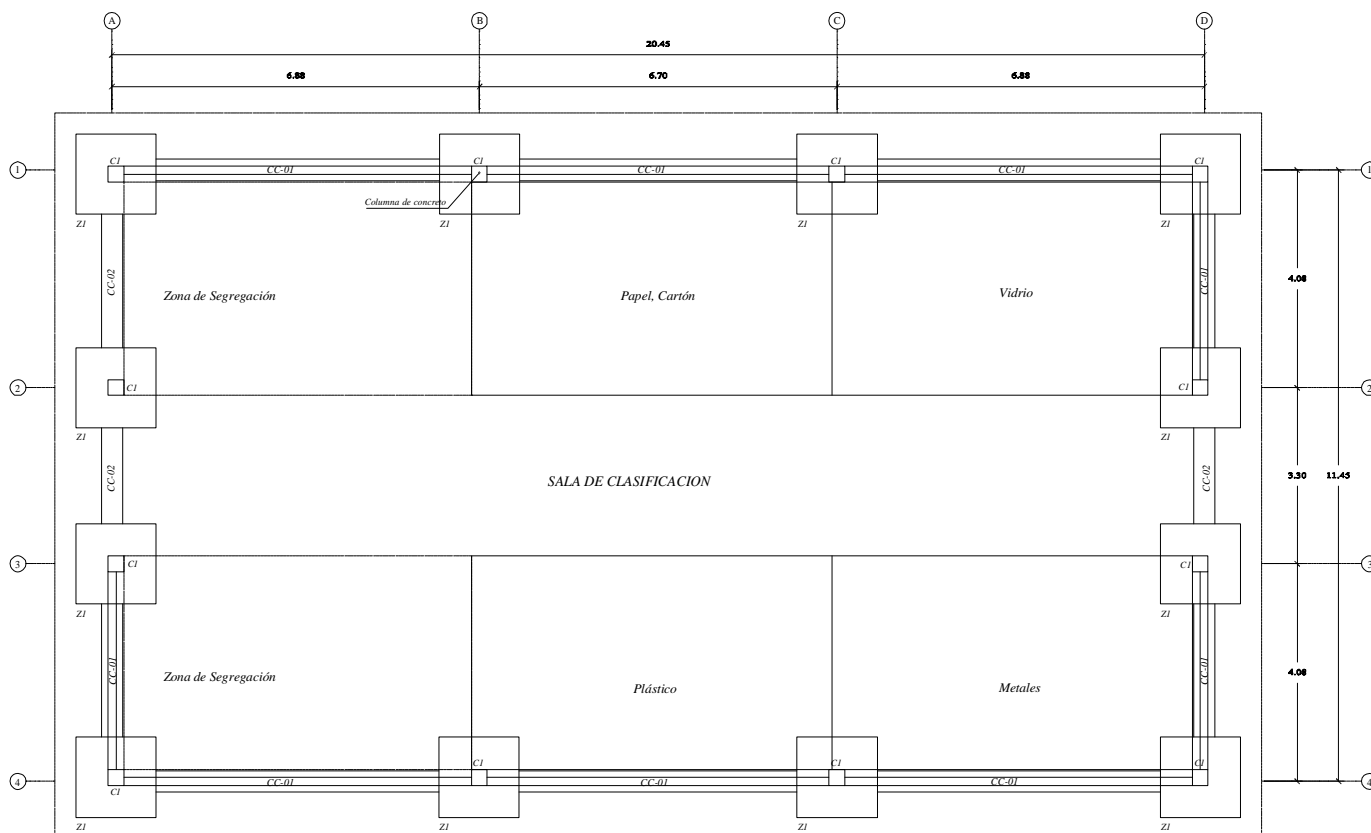 A
B
C
D
20.45
6.88
6.70
6.88
C1
C1
C1
C1
1
CC-01
CC-01
CC-01
1
Columna de concreto
Z1
Z1
Z1
Z1
CC-02
CC-01
4.08
Zona de Segregación
Papel, Cartón
Vidrio
2
C1
C1
2
Z1
Z1
CC-02
SALA DE CLASIFICACION
CC-02
3.30
11.45
3
C1
C1
3
Z1
Z1
CC-01
CC-01
4.08
Zona de Segregación
Plástico
Metales
C1
C1
C1
4
CC-01
CC-01
CC-01
4
C1
Z1
Z1
Z1
Z1